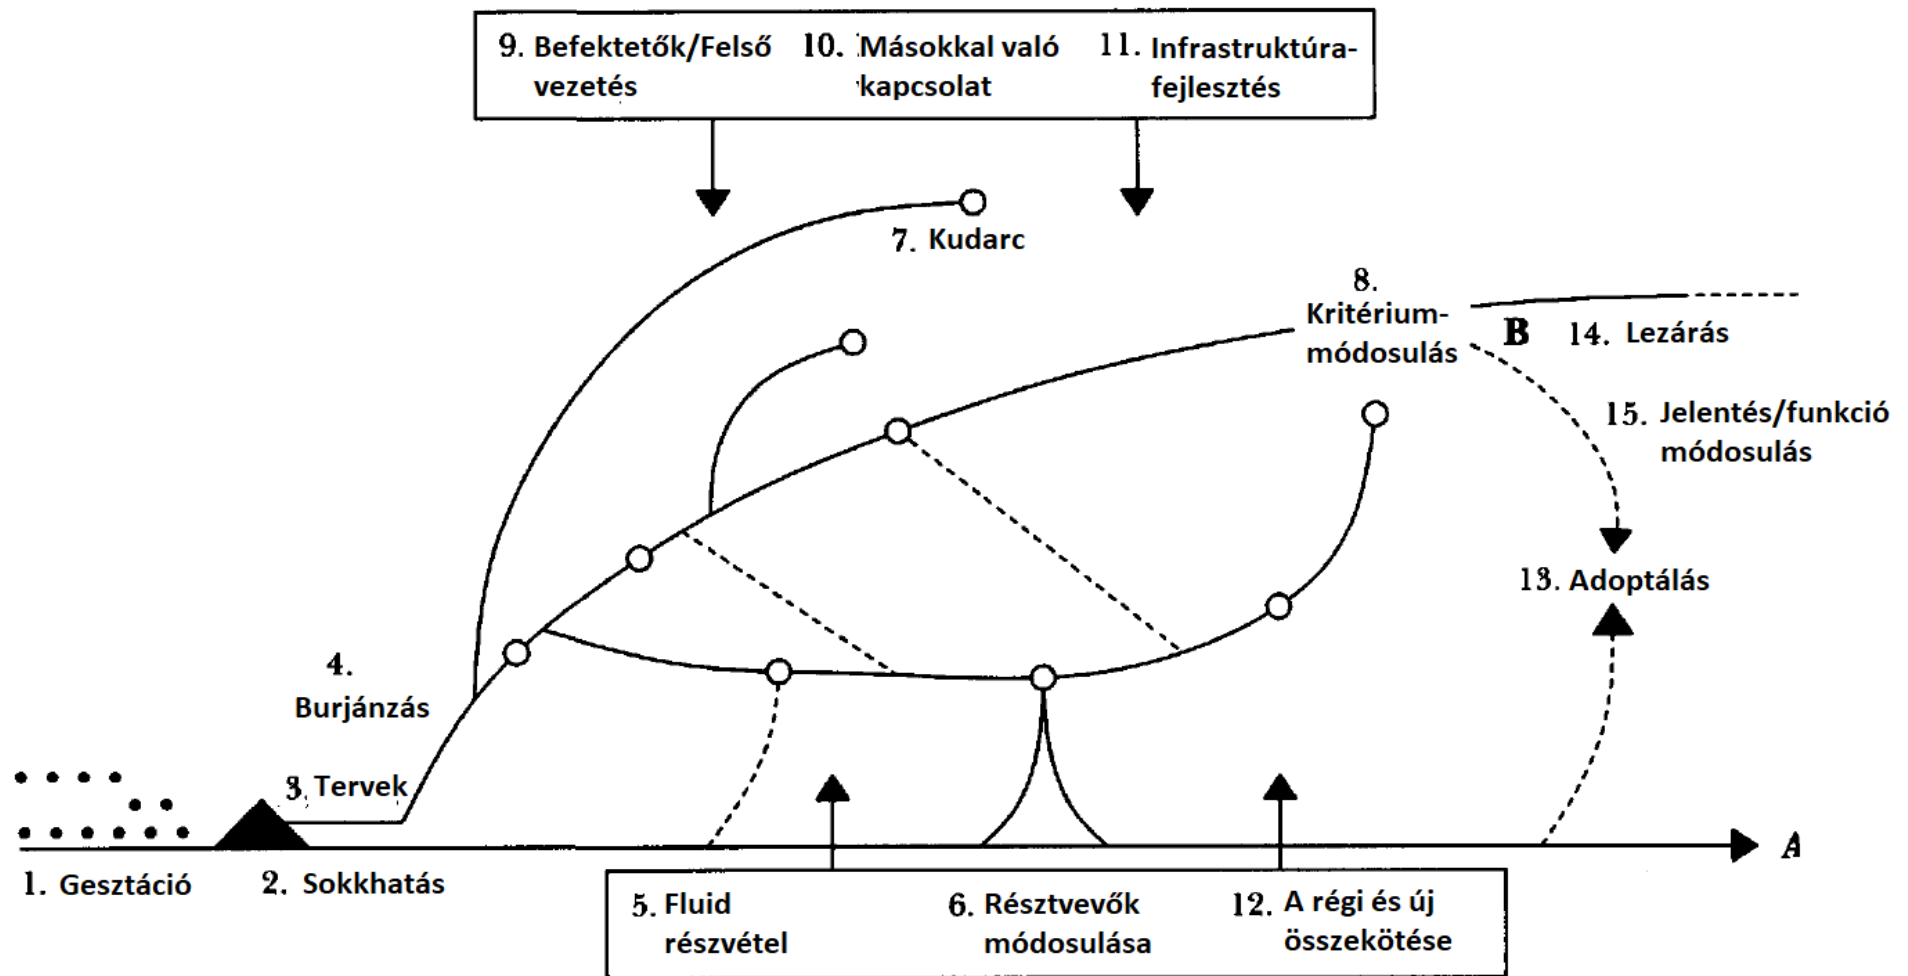 9. Befektetők/Felső
vezetés
10. Másokkal való
kapcsolat
11. Infrastruktúra-
fejlesztés
7. Kudarc
8.
Kritérium-
módosulás
B
14. Lezárás
15. Jelentés/funkció
módosulás
13. Adoptálás
4.
Burjánzás
3. Tervek
A
1. Gesztáció
2. Sokkhatás
5. Fluid
részvétel
6. Résztvevők
módosulása
12. A régi és új
összekötése